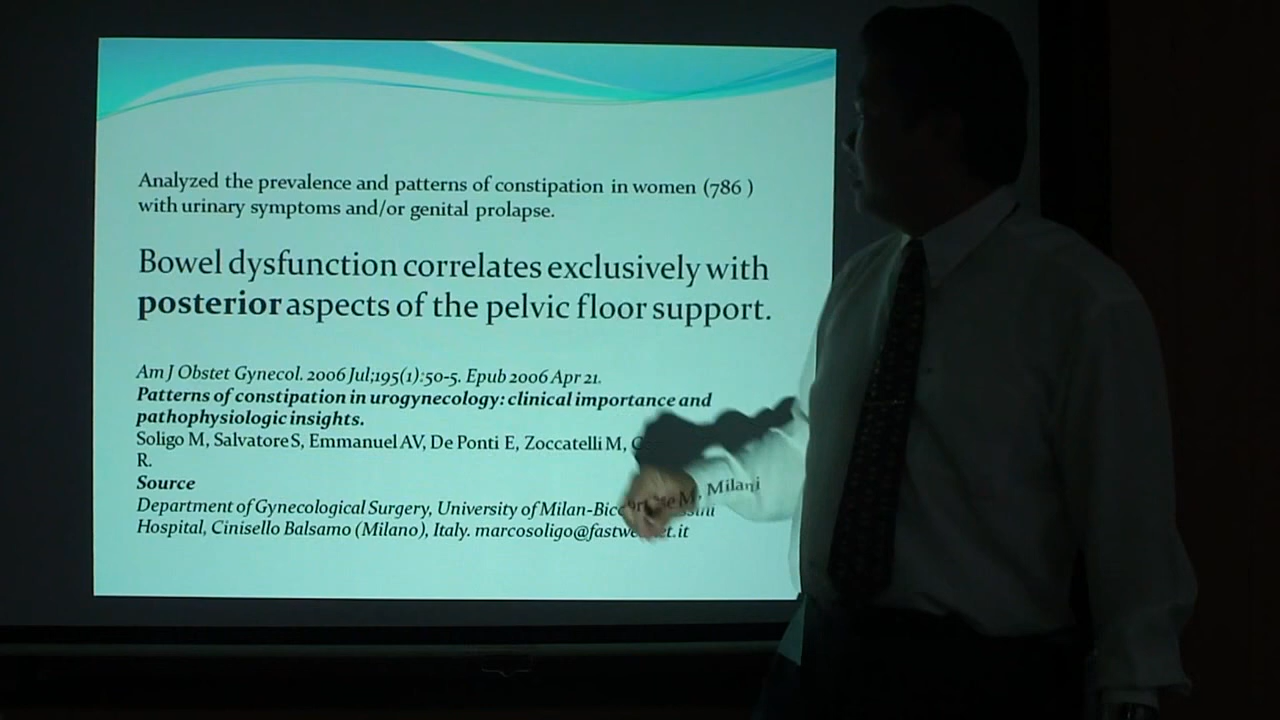 Analyzed the prevalence and patterns of constipation in women (786 )
with urinary symptoms and/or genital prolapse.
Bowel dysfunction correlates exclusively with
posterior aspects of the pelvic floor support.
Am J Obstet Gynecol. 2006 Jul;195(1):50-5. Epub 2006 Apr 21.
Patterns of constipation in urogynecology: clinical importance and
pathophysiologic insights.
Soligo M, Salvatore S, Emmanuel AV, De Ponti E, Zoccatelli M, M, Milani
R.
Source
Department of Gynecological Surgery, University of Milan-
Hospital, Cinisello Balsamo (Milano), Italy.